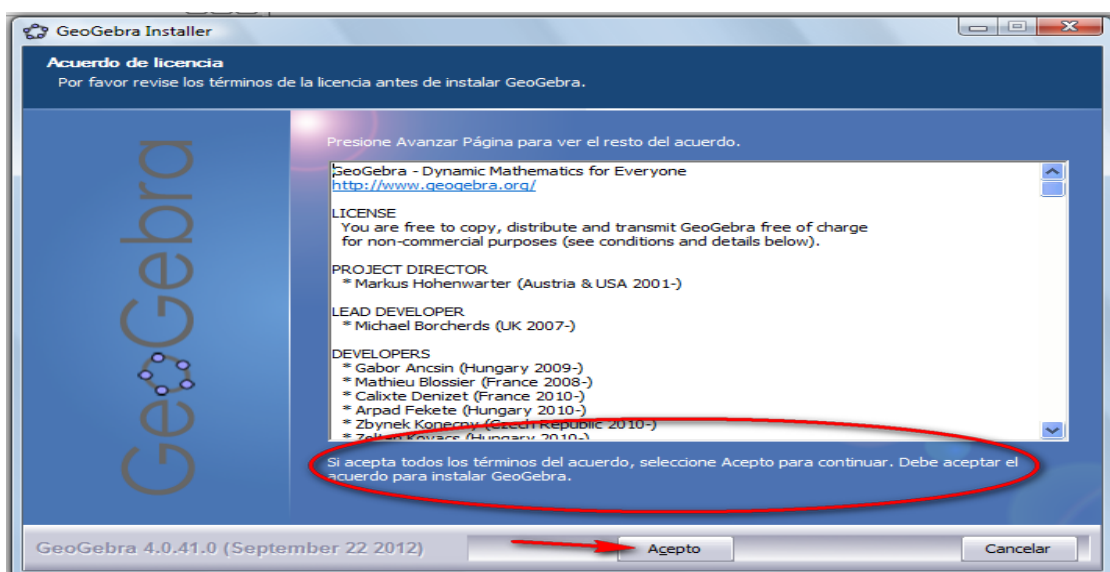 GeoGebra Installer
Acuerdo de licencia
Por favor revise los términos de la licencia antes de instalar GeoGebra.
GeoGebra
Presione Avanzar Página para ver el resto del acuerdo.
GeoGebra - Dynamic Mathematics for Everyone
http://www.geogebra.org/
LICENSE
You are free to copy, distribute and transmit GeoGebra free of charge
for non-commercial purposes (see conditions and details below).
PROJECT DIRECTOR
* Markus Hohenwarter (Austria & USA 2001-)
LEAD DEVELOPER
* Michael Borcherds (UK 2007-)
DEVELOPERS
* Gabor Ancsin (Hungary 2009-)
* Mathieu Blossier (France 2008-)
* Calixte Denizet (France 2010-)
* Arpad Fekete (Hungary 2010-)
* Zbynek Konecny (Czech Republic 2010-)
* Zoltan Kovacs (Hungary 2010-)
Si acepta todos los términos del acuerdo, seleccione Acepto para continuar. Debe aceptar el
acuerdo para instalar GeoGebra.
GeoGebra 4.0.41.0 (September 22 2012)
Acepto
Cancelar